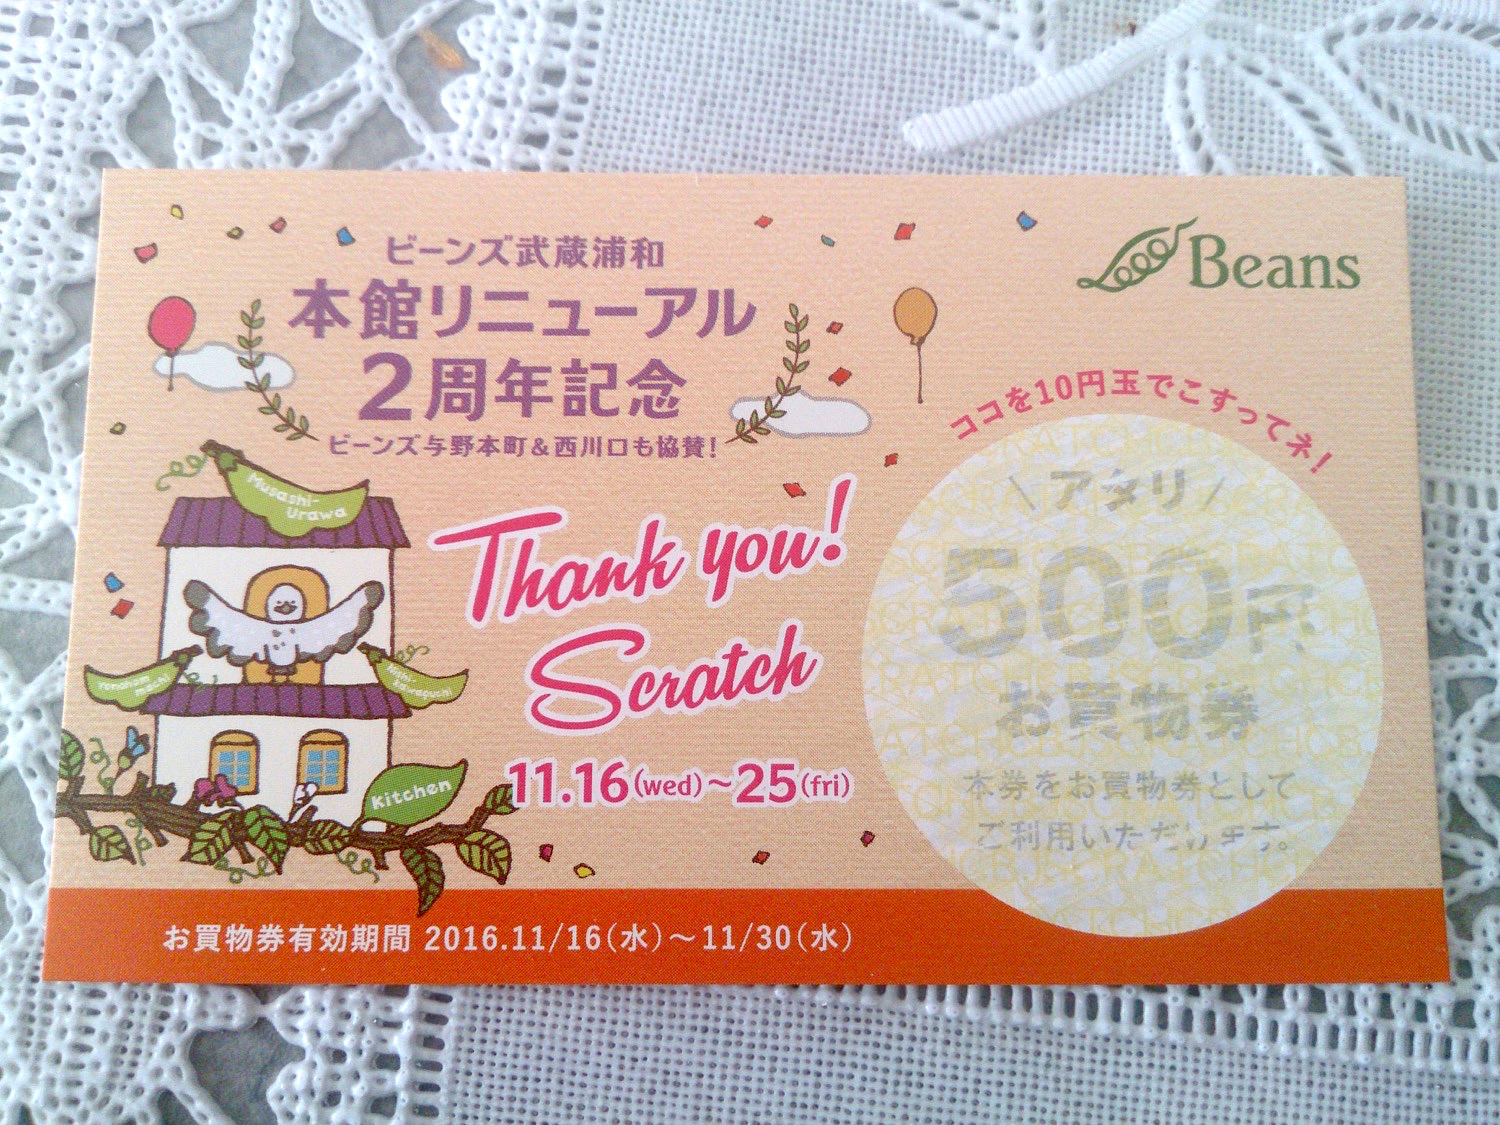 ビーンズ武蔵浦和
本館リニューアル
2周年記念
ビーンズ与野本町&西川口も協賛!
Beans
Musashi-
Urawa
Kitchen
Thank you!
Scratch
11.16(wed)~25(fri)
ココを10円玉でこすってネ!
\アタリ/
500円
お買物券
本券をお買物券として
ご利用いただけます。
お買物券有効期間 2016.11/16(水)~11/30(水)